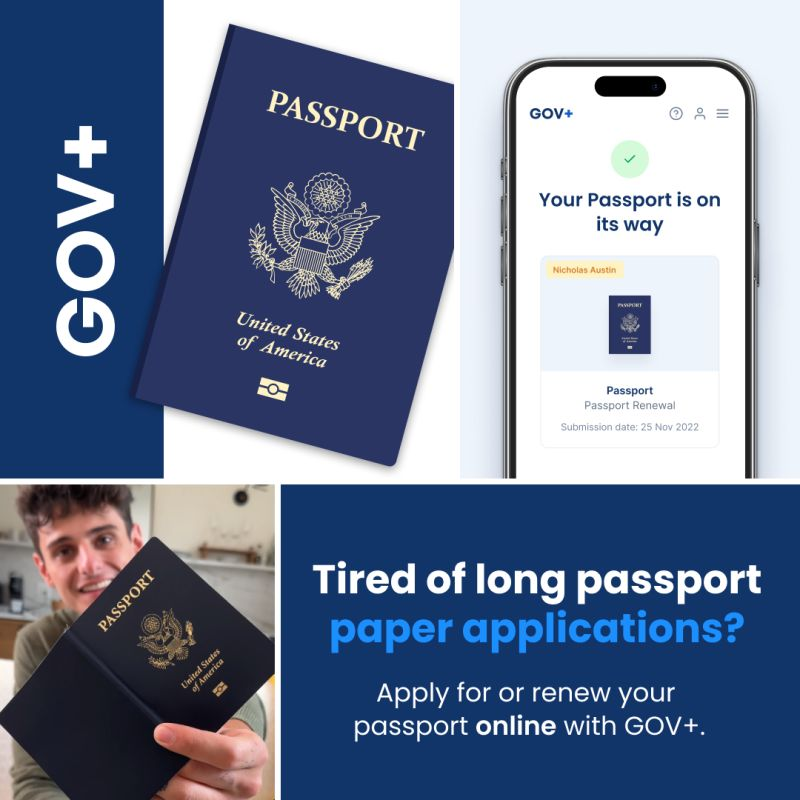 GOV+
PASSPORT
United States
of America
GOV+
Your Passport is on
its way
Nicholas Austin
PASSPORT
Passport
Passport Renewal
Submission date: 25 Nov 2022
PASSPORT
United States
of America
Tired of long passport
paper applications?
Apply for or renew your
passport online with GOV+.